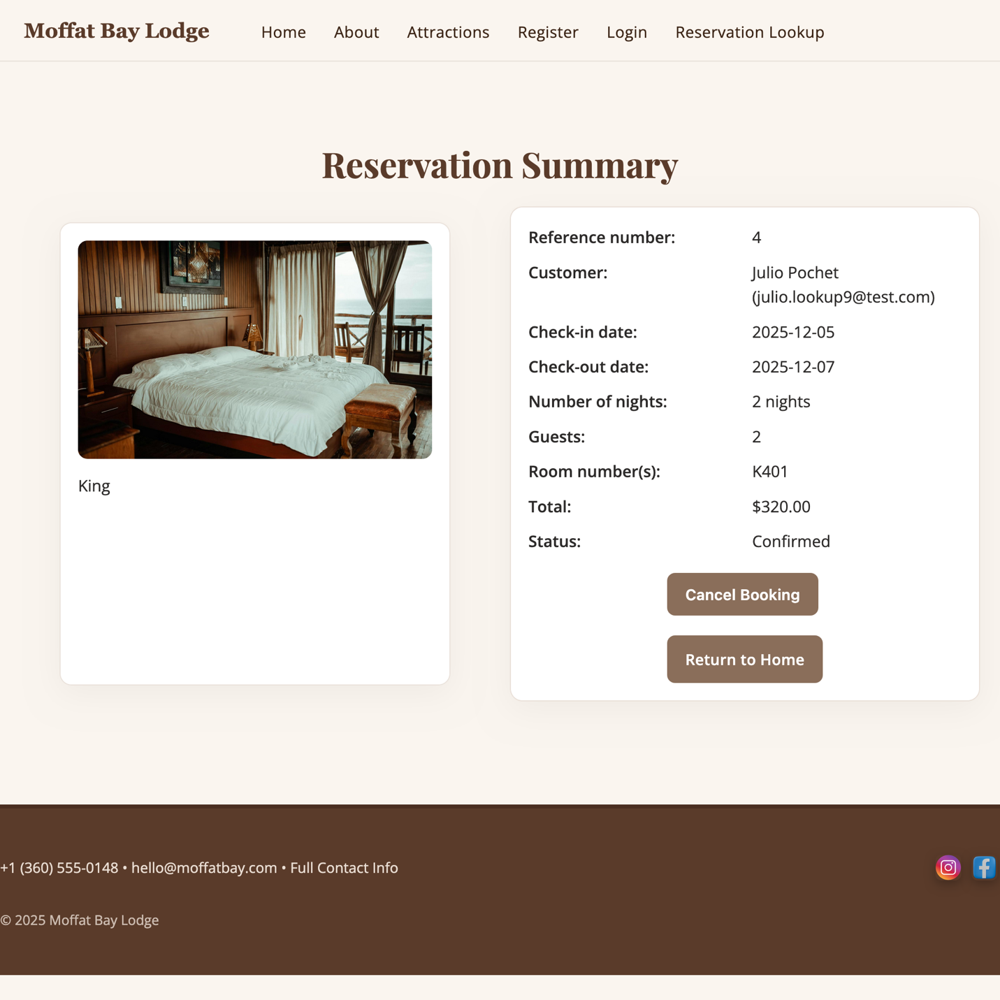 Moffat Bay Lodge Home About Attractions Register Login Reservation Lookup
Reservation Summary
King
Reference number: 4
Customer: Julio Pochet
(julio.lookup9@test.com)
Check-in date: 2025-12-05
Check-out date: 2025-12-07
Number of nights: 2 nights
Guests: 2
Room number(s): K401
Total: $320.00
Status: Confirmed
Cancel Booking
Return to Home
+1 (360) 555-0148 • hello@moffatbay.com • Full Contact Info
© 2025 Moffat Bay Lodge